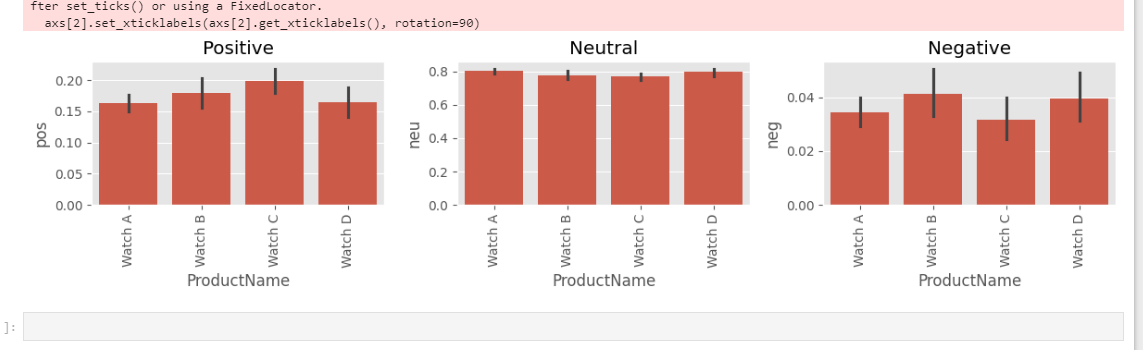 fter set_ticks() or using a FixedLocator.
axs[2].set_xticklabels(axs[2].get_xticklabels(), rotation=90)
Positive
Neutral
Negative
pos
0.20
0.15
0.10
0.05
0.00
Watch A
Watch B
Watch C
Watch D
ProductName
neu
0.8
0.6
0.4
0.2
0.0
Watch A
Watch B
Watch C
Watch D
ProductName
neg
0.04
0.02
0.00
Watch A
Watch B
Watch C
Watch D
ProductName
]: